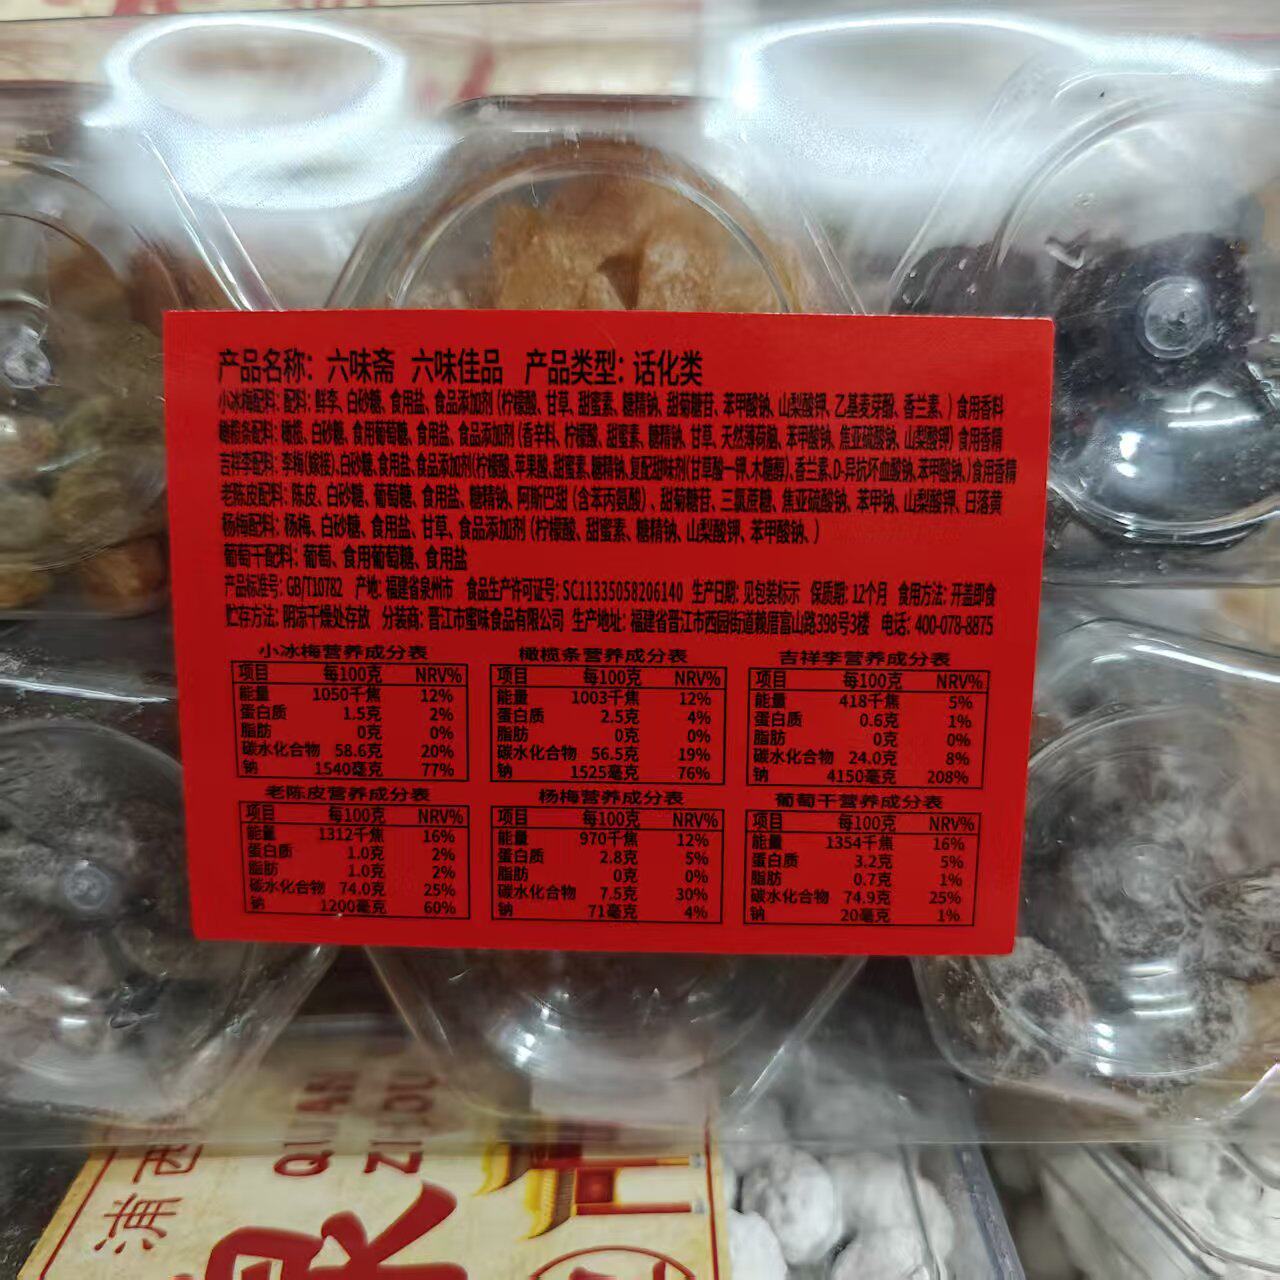 产品名称：六味斋 六味佳品 产品类型：话化类
小冰梅配料：配料：鲜李、白砂糖、食用盐、食品添加剂（柠檬酸、甘草、甜蜜素、糖精钠、甜菊糖苷、苯甲酸钠、山梨酸钾、乙基麦芽酚、香兰素、）食用香料
橄榄条配料：橄榄、白砂糖、食用葡萄糖、食用盐、食品添加剂（香辛料、柠檬酸、甜蜜素、糖精钠、甘草、天然薄荷脑、苯甲酸钠、焦亚硫酸钠、山梨酸钾）食用香精
吉祥李配料：李梅（嫁接）、白砂糖、食用盐、食品添加剂（柠檬酸、苹果酸、甜蜜素、糖精钠、复配甜味剂（甘草酸一钾、木糖醇）、香兰素、D-异抗坏血酸钠、苯甲酸钠、）食用香精
老陈皮配料：陈皮、白砂糖、葡萄糖、食用盐、糖精钠、阿斯巴甜（含苯丙氨酸）、甜菊糖苷、三氯蔗糖、焦亚硫酸钠、苯甲钠、山梨酸钾、日落黄
杨梅配料：杨梅、白砂糖、食用盐、甘草、食品添加剂（柠檬酸、甜蜜素、糖精钠、山梨酸钾、苯甲酸钠、）
葡萄干配料：葡萄、食用葡萄糖、食用盐
产品标准号：GB/T10782 产地：福建省泉州市 食品生产许可证号：SC11335058206140 生产日期：见包装标示 保质期：12个月 食用方法：开盖即食
贮存方法：阴凉干燥处存放 分装商：晋江市蜜味食品有限公司 生产地址：福建省晋江市西园街道赖厝富山路398号3楼 电话：400-078-8875
小冰梅营养成分表
项目 每100克 NRV%
能量 1050千焦 12%
蛋白质 1.5克 2%
脂肪 0克 0%
碳水化合物 58.6克 20%
钠 1540毫克 77%
橄榄条营养成分表
项目 每100克 NRV%
能量 1003千焦 12%
蛋白质 2.5克 4%
脂肪 0克 0%
碳水化合物 56.5克 19%
钠 1525毫克 76%
吉祥李营养成分表
项目 每100克 NRV%
能量 418千焦 5%
蛋白质 0.6克 1%
脂肪 0克 0%
碳水化合物 24.0克 8%
钠 4150毫克 208%
老陈皮营养成分表
项目 每100克 NRV%
能量 1312千焦 16%
蛋白质 1.0克 2%
脂肪 1.0克 2%
碳水化合物 74.0克 25%
钠 1200毫克 60%
杨梅营养成分表
项目 每100克 NRV%
能量 970千焦 12%
蛋白质 2.8克 5%
脂肪 0克 0%
碳水化合物 7.5克 30%
钠 71毫克 4%
葡萄干营养成分表
项目 每100克 NRV%
能量 1354千焦 16%
蛋白质 3.2克 5%
脂肪 0.7克 1%
碳水化合物 74.9克 25%
钠 20毫克 1%
QUAN
ZHOU